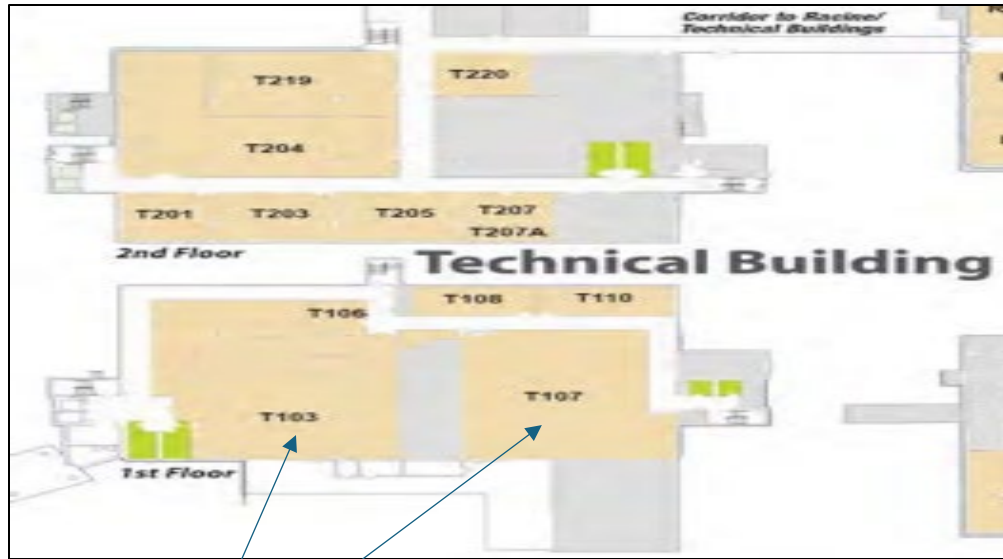 Corridor to Racine/
Technical Buildings
T219
T220
T204
T201
T203
T205
T207
T207A
2nd Floor
Technical Building
T106
T108
T110
T103
T107
1st Floor